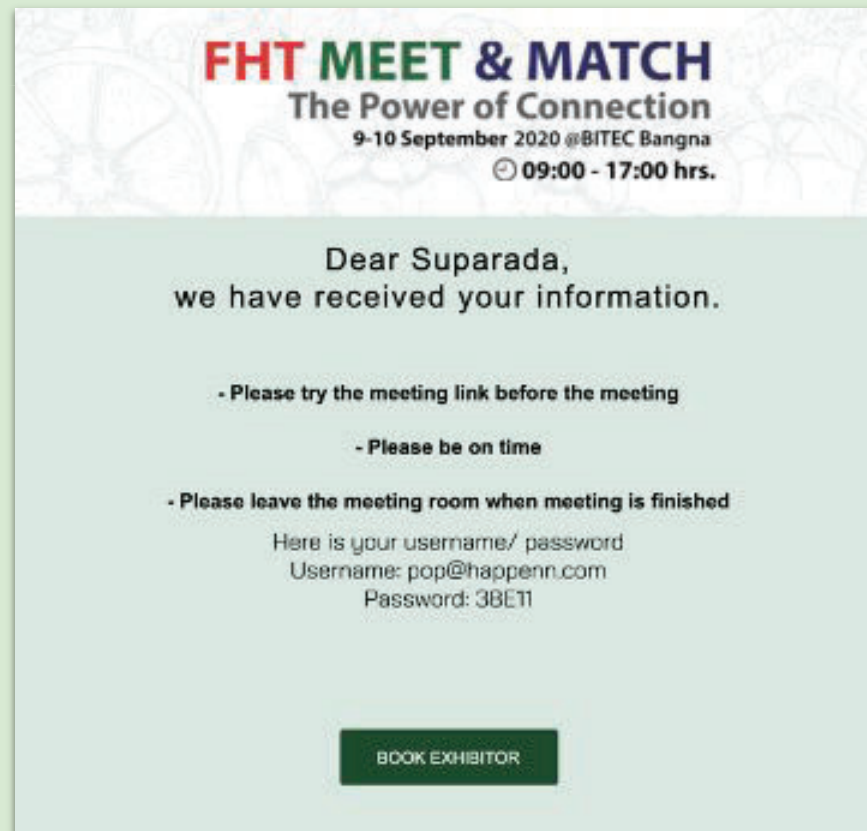 FHT MEET & MATCH
The Power of Connection
9-10 September 2020 @BITEC Bangna
09:00 - 17:00 hrs.
Dear Suparada,
we have received your information.
- Please try the meeting link before the meeting
- Please be on time
- Please leave the meeting room when meeting is finished
Here is your username/ password
Username: pop@happenn.com
Password: 3BE11
BOOK EXHIBITOR